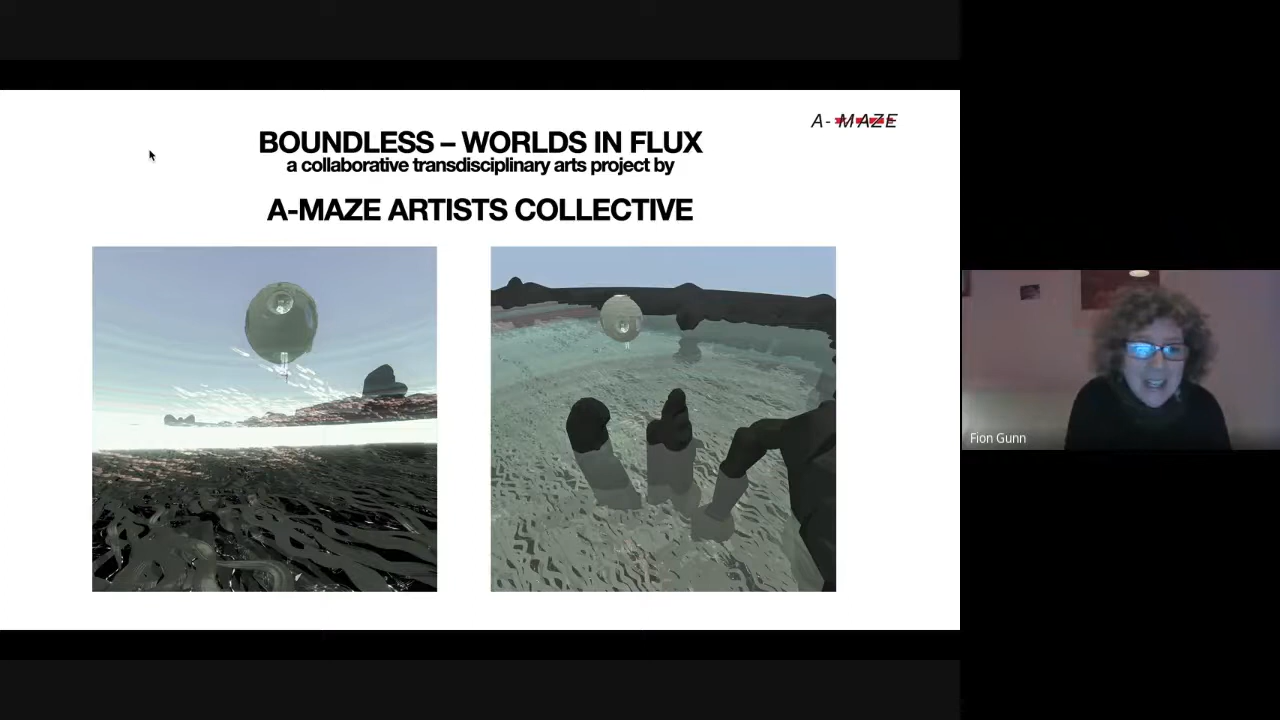 A-MAZE
BOUNDLESS – WORLDS IN FLUX
a collaborative transdisciplinary arts project by
A-MAZE ARTISTS COLLECTIVE
Fion Gunn